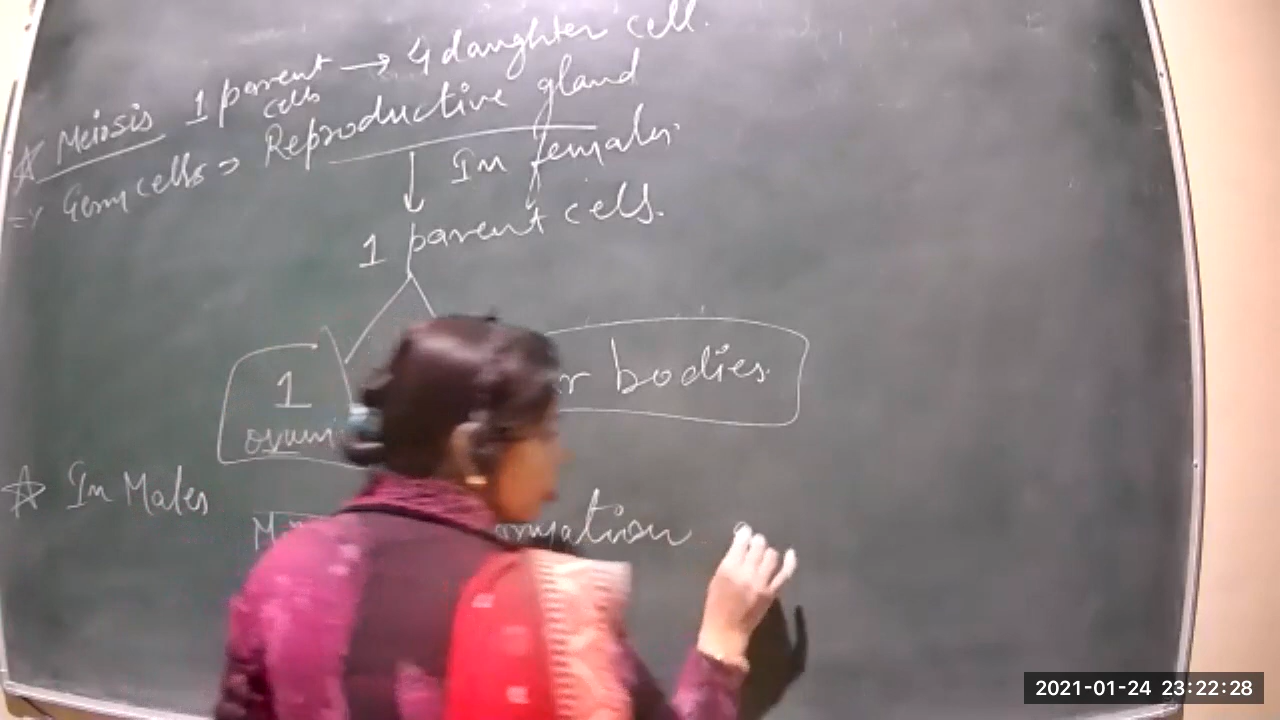 ☆ Meiosis 1 parent cells → 4 daughter cell.
=> Germ cells => Reproductive gland
↓ In females.
1 parent cells.
1 bodies.
ovum
☆ In Males
2021-01-24 23:22:28